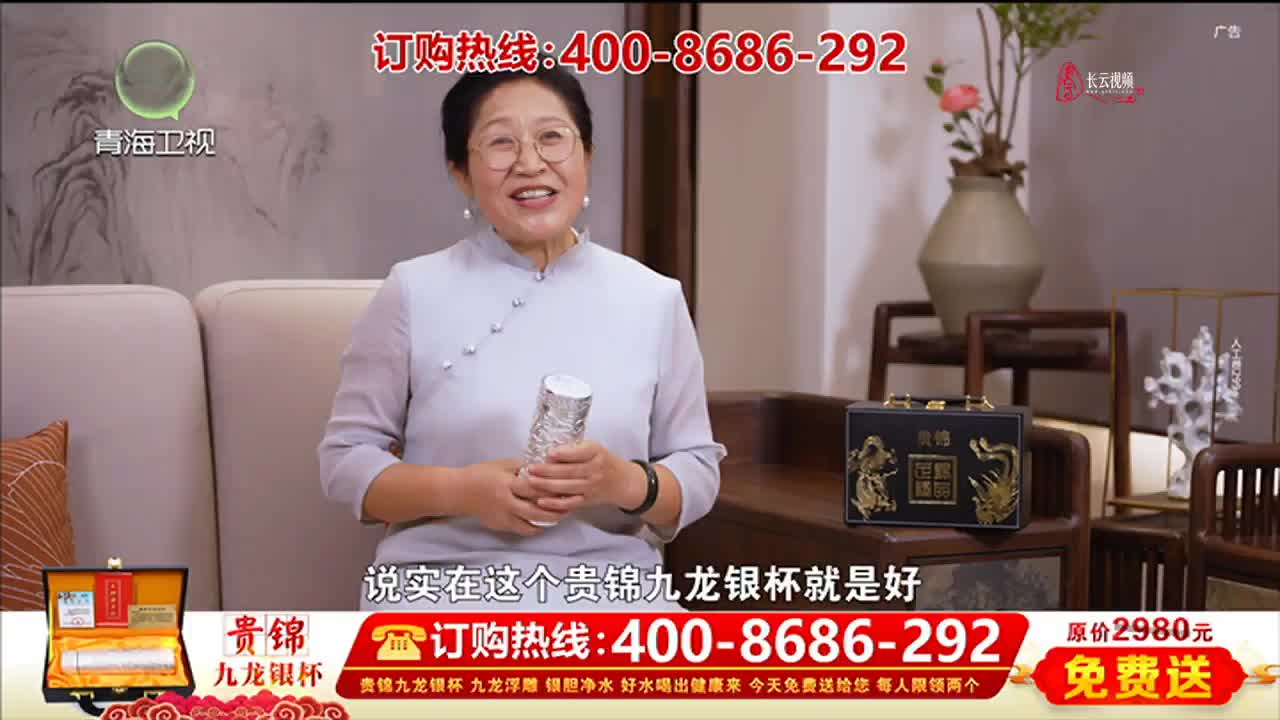 订购热线:400-8686-292
广告
长云视频
青海卫视
贵锦
说实在这个贵锦九龙银杯就是好
贵锦
九龙银杯
订购热线:400-8686-292
贵锦九龙银杯 九龙浮雕 银胆净水 好水喝出健康来 今天免费送给您 每人限领两个
原价2980元
免费送